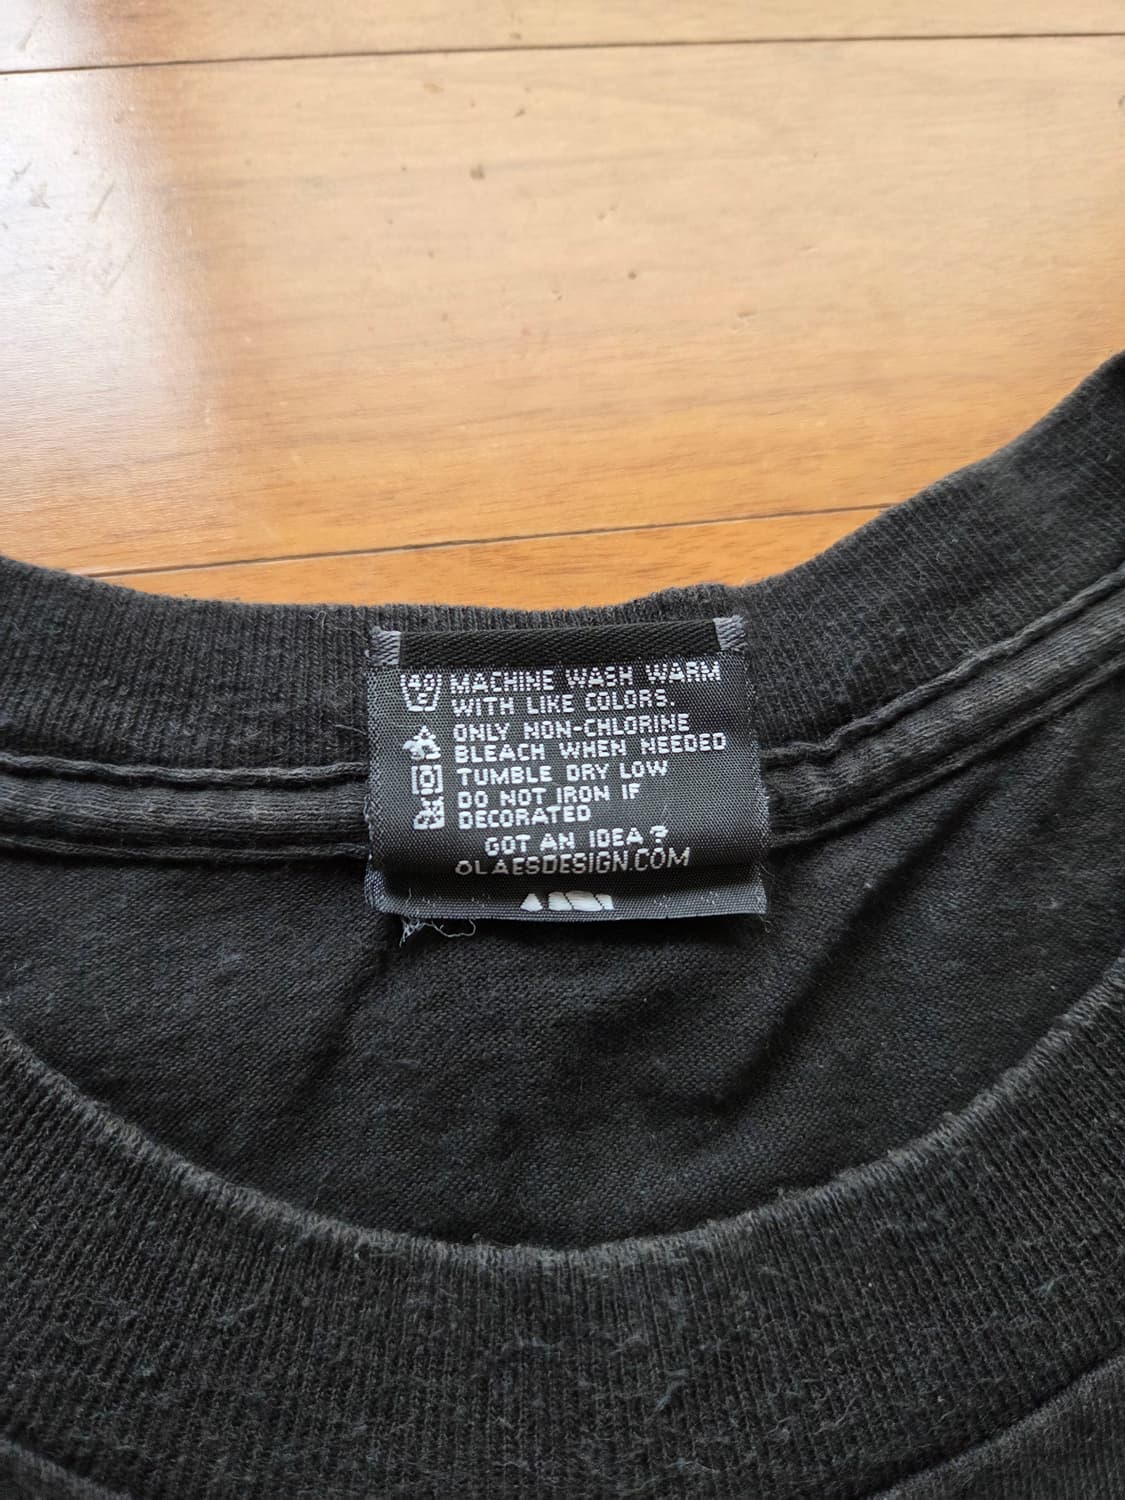 MACHINE WASH WARM
WITH LIKE COLORS.
ONLY NON-CHLORINE
BLEACH WHEN NEEDED
TUMBLE DRY LOW
DO NOT IRON IF
DECORATED
GOT AN IDEA?
OLAESDESIGN.COM